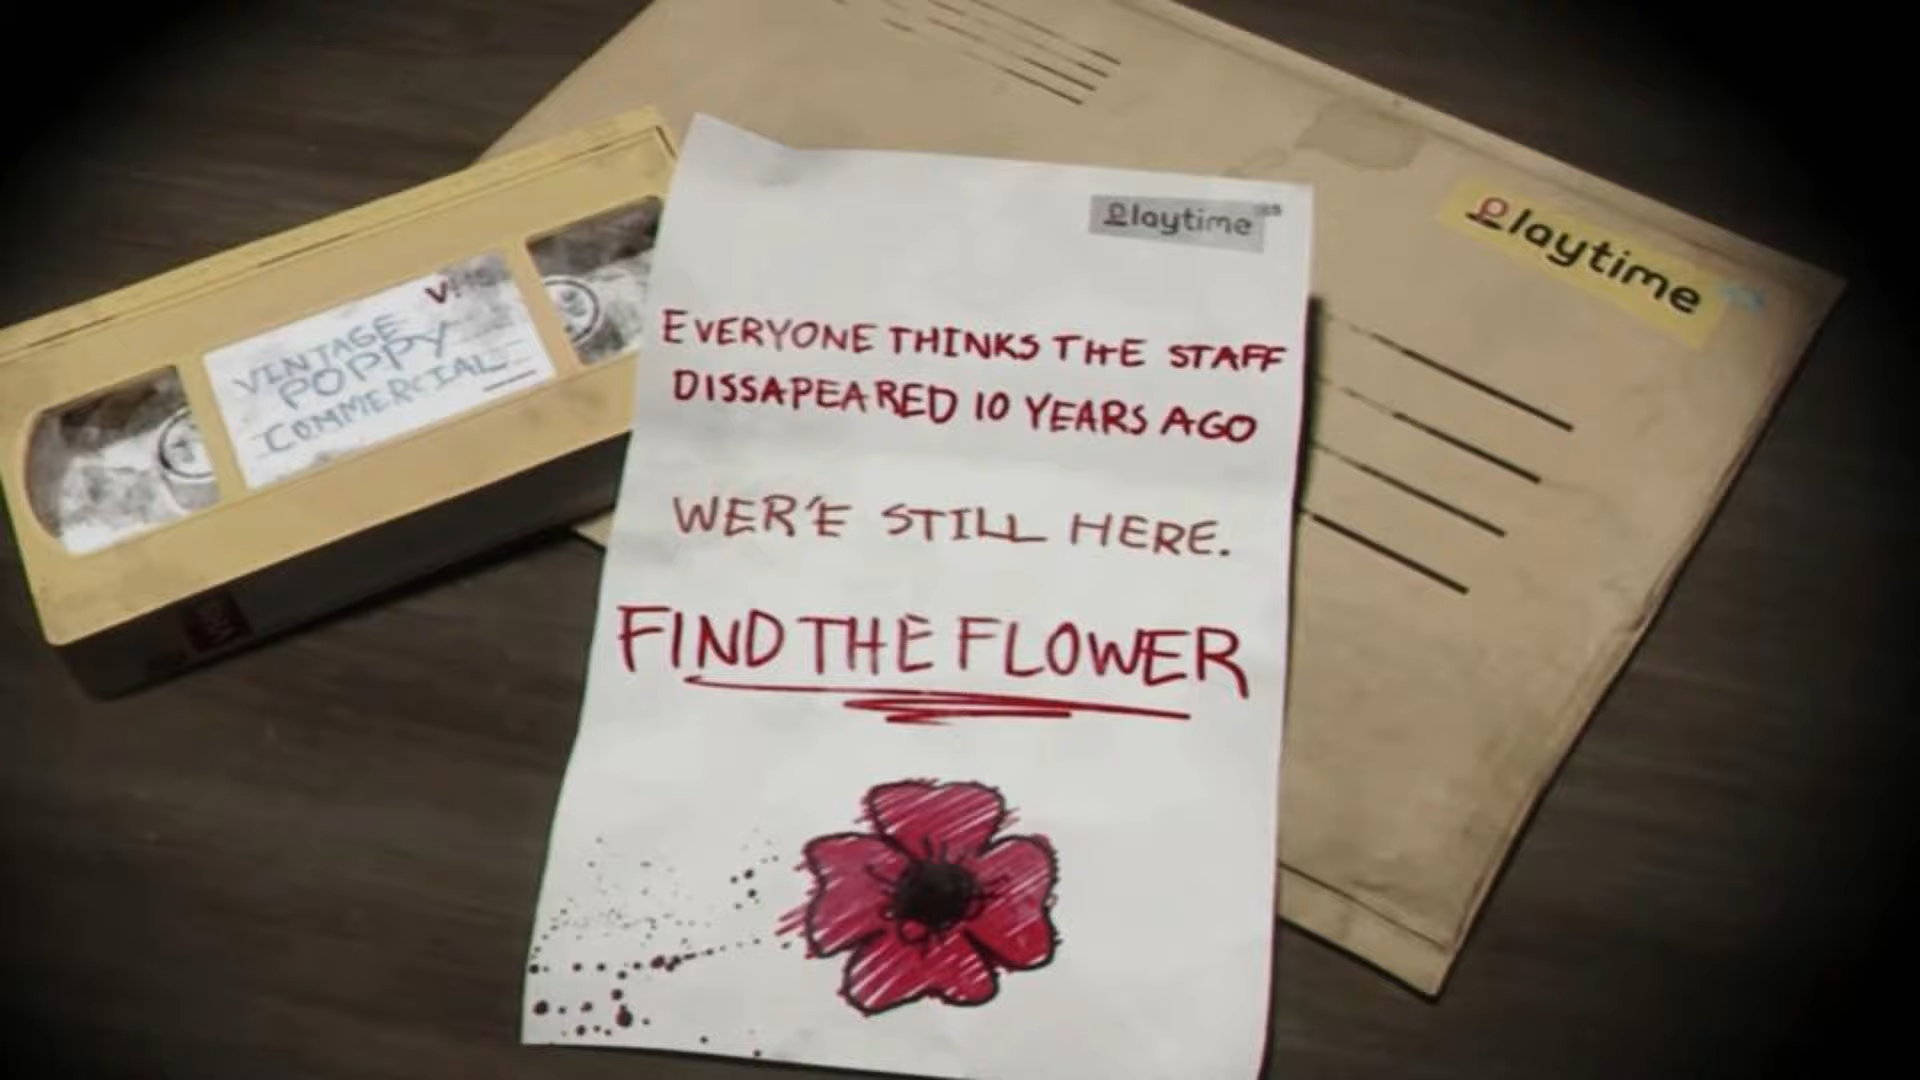 VINTAGE
POPPY
COMMERCIAL
VHS
Playtime
EVERYONE THINKS THE STAFF
DISSAPEARED 10 YEARS AGO
WER'E STILL HERE.
FIND THE FLOWER
Playtime